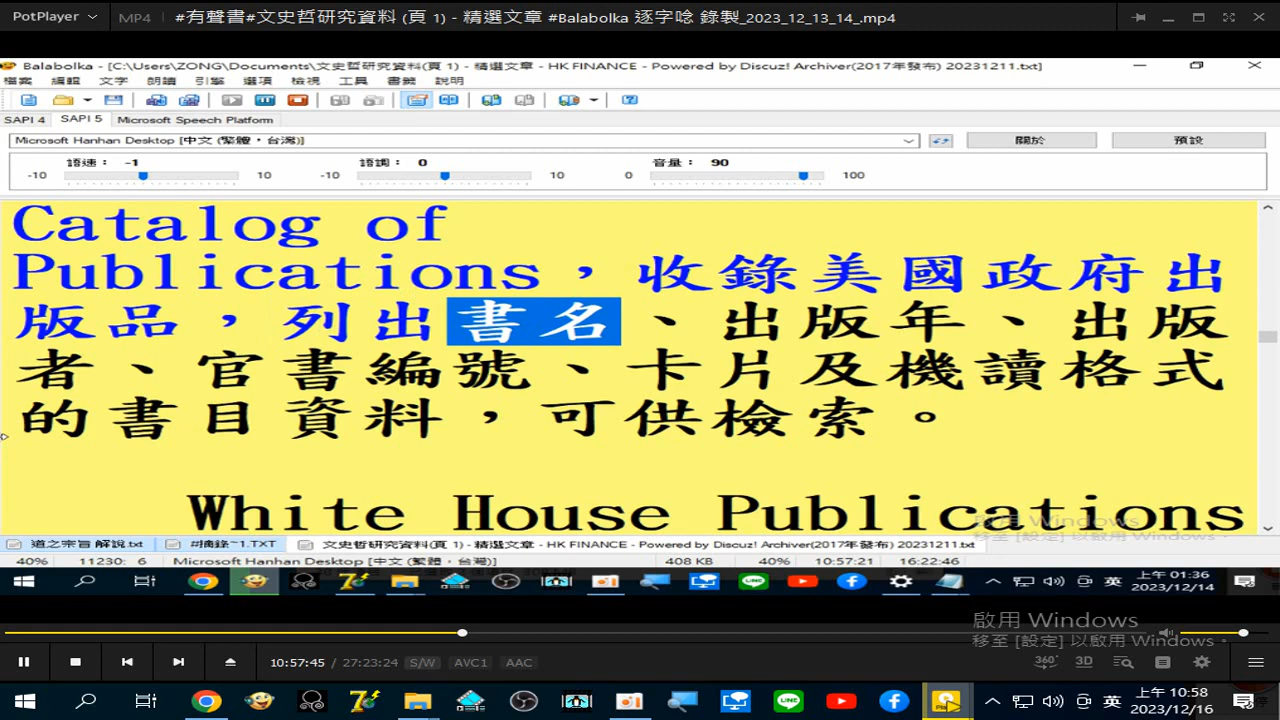 PotPlayer MP4 #有聲書#文史哲研究資料 (頁 1) - 精選文章 #Balabolka 逐字唸 錄製_2023_12_13_14_.mp4
Balabolka - [C:\Users\ZONG\Documents\文史哲研究資料(頁 1) - 精選文章 - HK FINANCE - Powered by Discuz! Archiver(2017年發布) 20231211.txt]
檔案 編輯 文字 朗讀 引擎 選項 檢視 工具 書籤 說明
SAPI 4 SAPI 5 Microsoft Speech Platform
Microsoft Hanhan Desktop [中文 (繁體，台灣)] 關於 預設
語速： -1 語調： 0 音量： 90
-10 10 -10 10 0 100
Catalog of
Publications，收錄美國政府出
版品，列出書名、出版年、出版
者、官書編號、卡片及機讀格式
的書目資料，可供檢索。
White House Publications
啟用 Windows
移至 [設定] 以啟用 Windows。
道之宗旨 解說.txt #摘錄~1.TXT 文史哲研究資料(頁 1) - 精選文章 - HK FINANCE - Powered by Discuz! Archiver(2017年發布) 20231211.txt
40% 11230: 6 Microsoft Hanhan Desktop [中文 (繁體，台灣)] 408 KB 40% 10:57:21 16:22:46
英 上午 01:36
2023/12/14
啟用 Windows
移至 [設定] 以啟用 Windows。
10:57:45 / 27:23:24 S/W AVC1 AAC 360° 3D
英 上午 10:58
2023/12/16